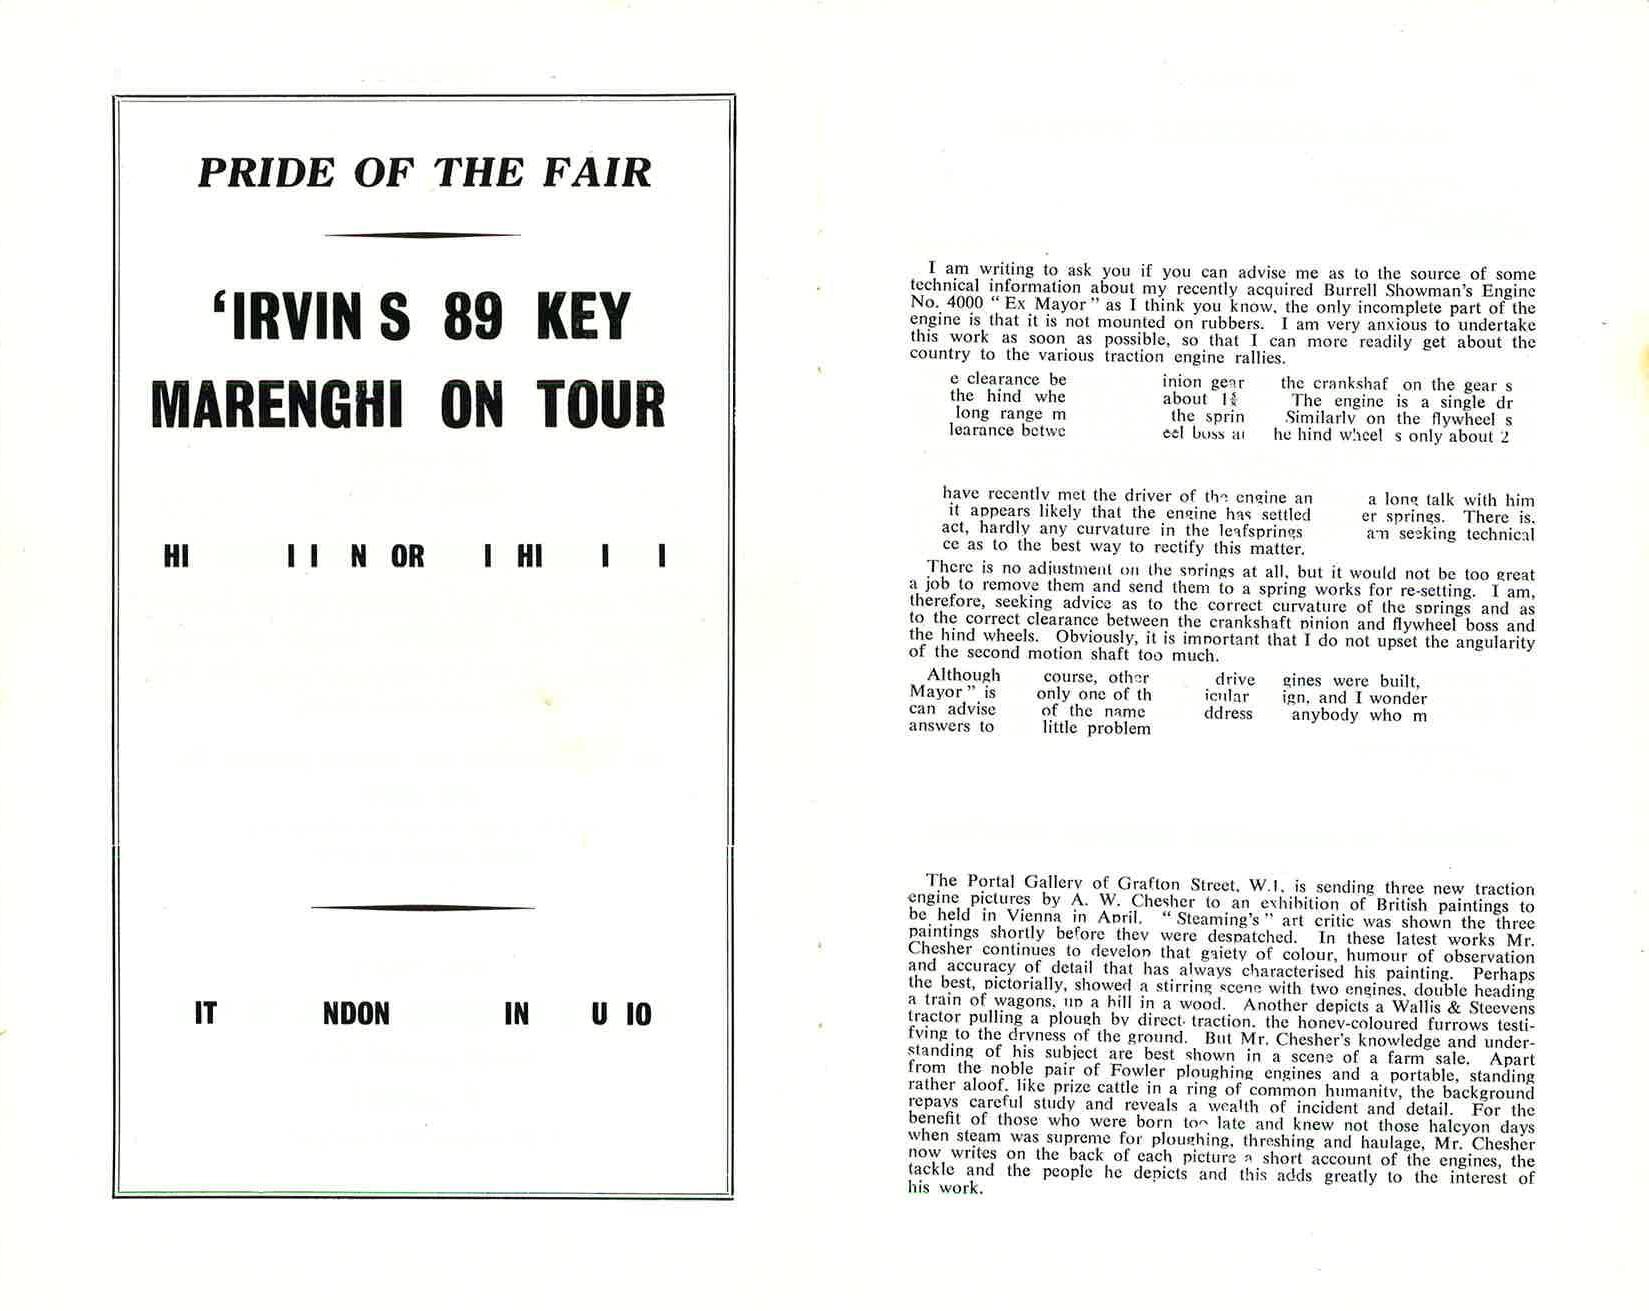 PRIDE OF THE FAIR
‘IRVIN S 89 KEY
MARENGHI ON TOUR
HI I I N OR I HI I I
IT NDON IN U IO
I am writing to ask you if you can advise me as to the source of some
technical information about my recently acquired Burrell Showman's Engine
No. 4000 “ Ex Mayor ” as I think you know, the only incomplete part of the
engine is that it is not mounted on rubbers. I am very anxious to undertake
this work as soon as possible, so that I can more readily get about the
country to the various traction engine rallies.
e clearance be inion gear the crankshaf on the gear s
the hind whe about 1¾ The engine is a single dr
long range m the sprin Similarly on the flywheel s
learance betwe eel boss an he hind wheel s only about 2
have recently met the driver of the engine an a long talk with him
it appears likely that the engine has settled er springs. There is,
act, hardly any curvature in the leafsprings am seeking technical
ce as to the best way to rectify this matter.
There is no adjustment on the springs at all, but it would not be too great
a job to remove them and send them to a spring works for re-setting. I am,
therefore, seeking advice as to the correct curvature of the springs and as
to the correct clearance between the crankshaft pinion and flywheel boss and
the hind wheels. Obviously, it is important that I do not upset the angularity
of the second motion shaft too much.
Although course, other drive gines were built,
Mayor ” is only one of th icular ign, and I wonder
can advise of the name ddress anybody who m
answers to little problem
The Portal Gallery of Grafton Street, W.1, is sending three new traction
engine pictures by A. W. Chesher to an exhibition of British paintings to
be held in Vienna in April. “ Steaming's ” art critic was shown the three
paintings shortly before they were despatched. In these latest works Mr.
Chesher continues to develop that gaiety of colour, humour of observation
and accuracy of detail that has always characterised his painting. Perhaps
the best, pictorially, showed a stirring scene with two engines, double heading
a train of wagons, up a hill in a wood. Another depicts a Wallis & Steevens
tractor pulling a plough by direct traction, the honey-coloured furrows testi-
fying to the dryness of the ground. But Mr. Chesher's knowledge and under-
standing of his subject are best shown in a scene of a farm sale. Apart
from the noble pair of Fowler ploughing engines and a portable, standing
rather aloof, like prize cattle in a ring of common humanity, the background
repays careful study and reveals a wealth of incident and detail. For the
benefit of those who were born too late and knew not those halcyon days
when steam was supreme for ploughing, threshing and haulage, Mr. Chesher
now writes on the back of each picture a short account of the engines, the
tackle and the people he depicts and this adds greatly to the interest of
his work.